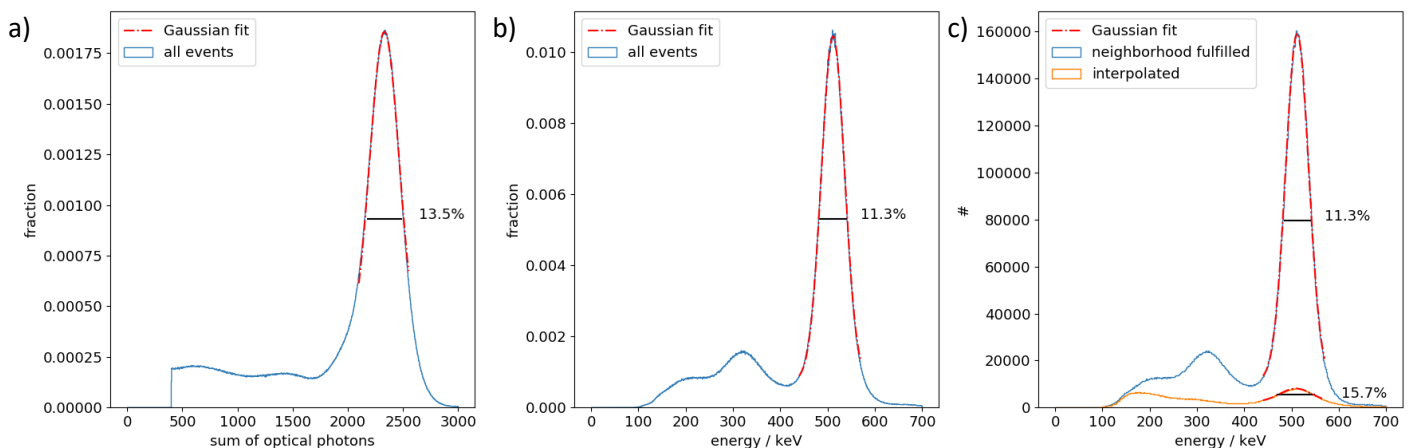 a)
Gaussian fit
all events
0.00175
0.00150
0.00125
0.00100
0.00075
0.00050
0.00025
0.00000
fraction
13.5%
0 500 1000 1500 2000 2500 3000
sum of optical photons
b)
Gaussian fit
all events
0.010
0.008
0.006
0.004
0.002
0.000
fraction
11.3%
0 100 200 300 400 500 600 700
energy / keV
c)
Gaussian fit
neighborhood fulfilled
interpolated
160000
140000
120000
100000
80000
60000
40000
20000
0
#
11.3%
15.7%
0 100 200 300 400 500 600 700
energy / keV